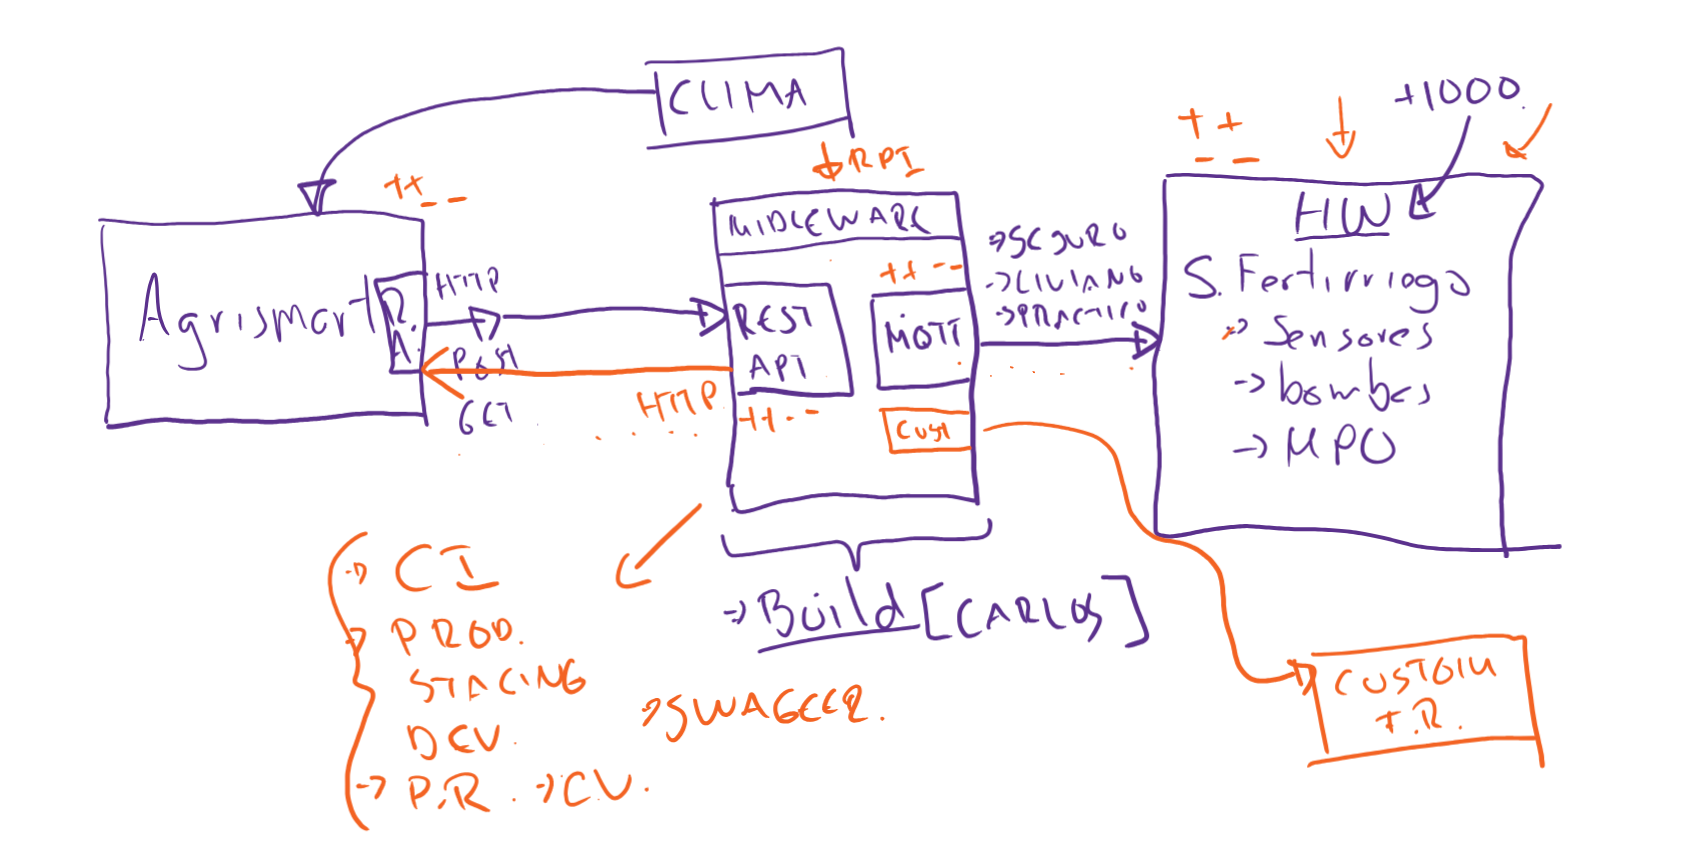 CLIMA
+1000.
++
--
RPI
++
--
MIDLEWARE
HW
Agrismart
R.
A.
HTTP
POST
GET
REST
API
++--
MQTT
++--
CUST
HTTP
→SEGURO
→LIVIANO
→PRACTICO
S. Fertirriego
→ Sensores
→ bombas
→ MPO
→ Build [CARLOS]
→ CI
→ PROD.
STAGING
DEV.
→ P.R. →CV.
→SWAGEER.
CUSTOM
F.R.